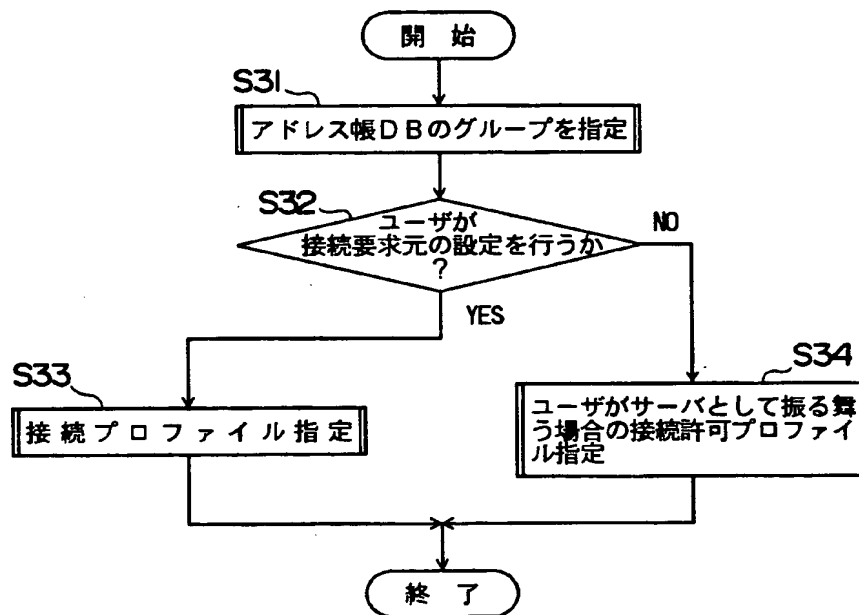 開 始
S31
アドレス帳DBのグループを指定
S32
ユーザが
接続要求元の設定を行うか
?
NO
YES
S33
接続プロファイル指定
S34
ユーザがサーバとして振る舞
う場合の接続許可プロファイ
ル指定
終 了